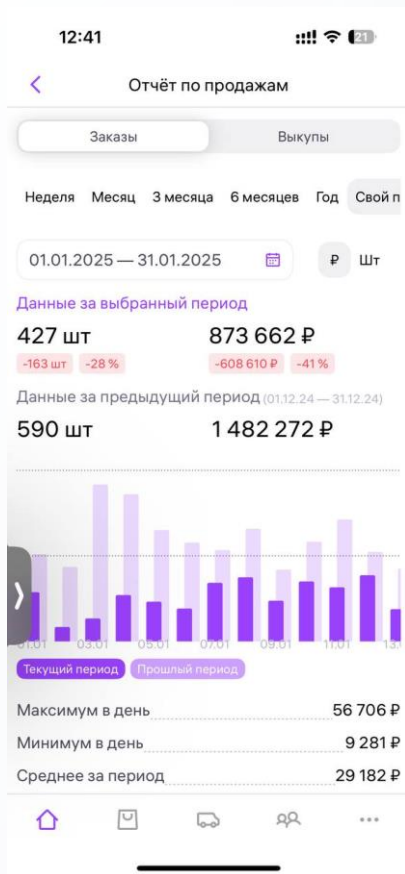 12:41
21
Отчёт по продажам
Заказы Выкупы
Неделя Месяц 3 месяца 6 месяцев Год Свой п
01.01.2025 — 31.01.2025 ₽ Шт
Данные за выбранный период
427 шт 873 662 ₽
-163 шт -28 % -608 610 ₽ -41 %
Данные за предыдущий период (01.12.24 — 31.12.24)
590 шт 1 482 272 ₽
01.01 03.01 05.01 07.01 09.01 11.01 13.
Текущий период Прошлый период
Максимум в день 56 706 ₽
Минимум в день 9 281 ₽
Среднее за период 29 182 ₽